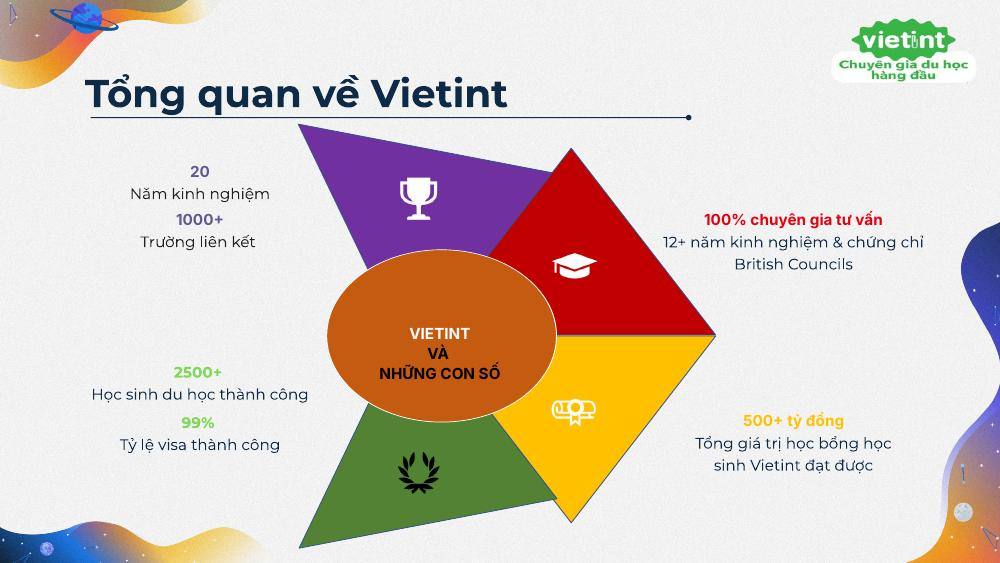 vietint
Chuyên gia du học
hàng đầu
Tổng quan về Vietint
20
Năm kinh nghiệm
1000+
Trường liên kết
100% chuyên gia tư vấn
12+ năm kinh nghiệm & chứng chỉ
British Councils
VIETINT
VÀ
NHỮNG CON SỐ
2500+
Học sinh du học thành công
99%
Tỷ lệ visa thành công
500+ tỷ đồng
Tổng giá trị học bổng học
sinh Vietint đạt được